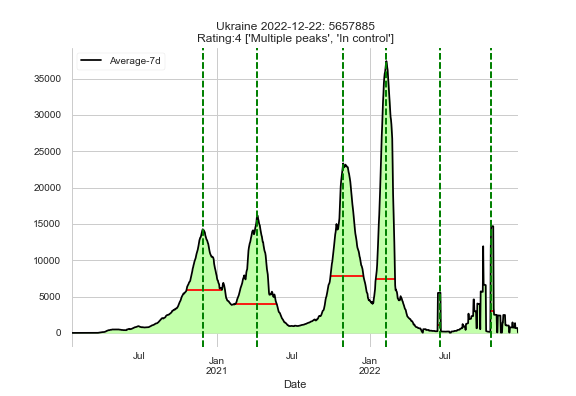 Ukraine 2022-12-22: 5657885
Rating:4 ['Multiple peaks', 'In control']
Average-7d
35000
30000
25000
20000
15000
10000
5000
0
Jul
Jan
2021
Jul
Jan
2022
Jul
Date